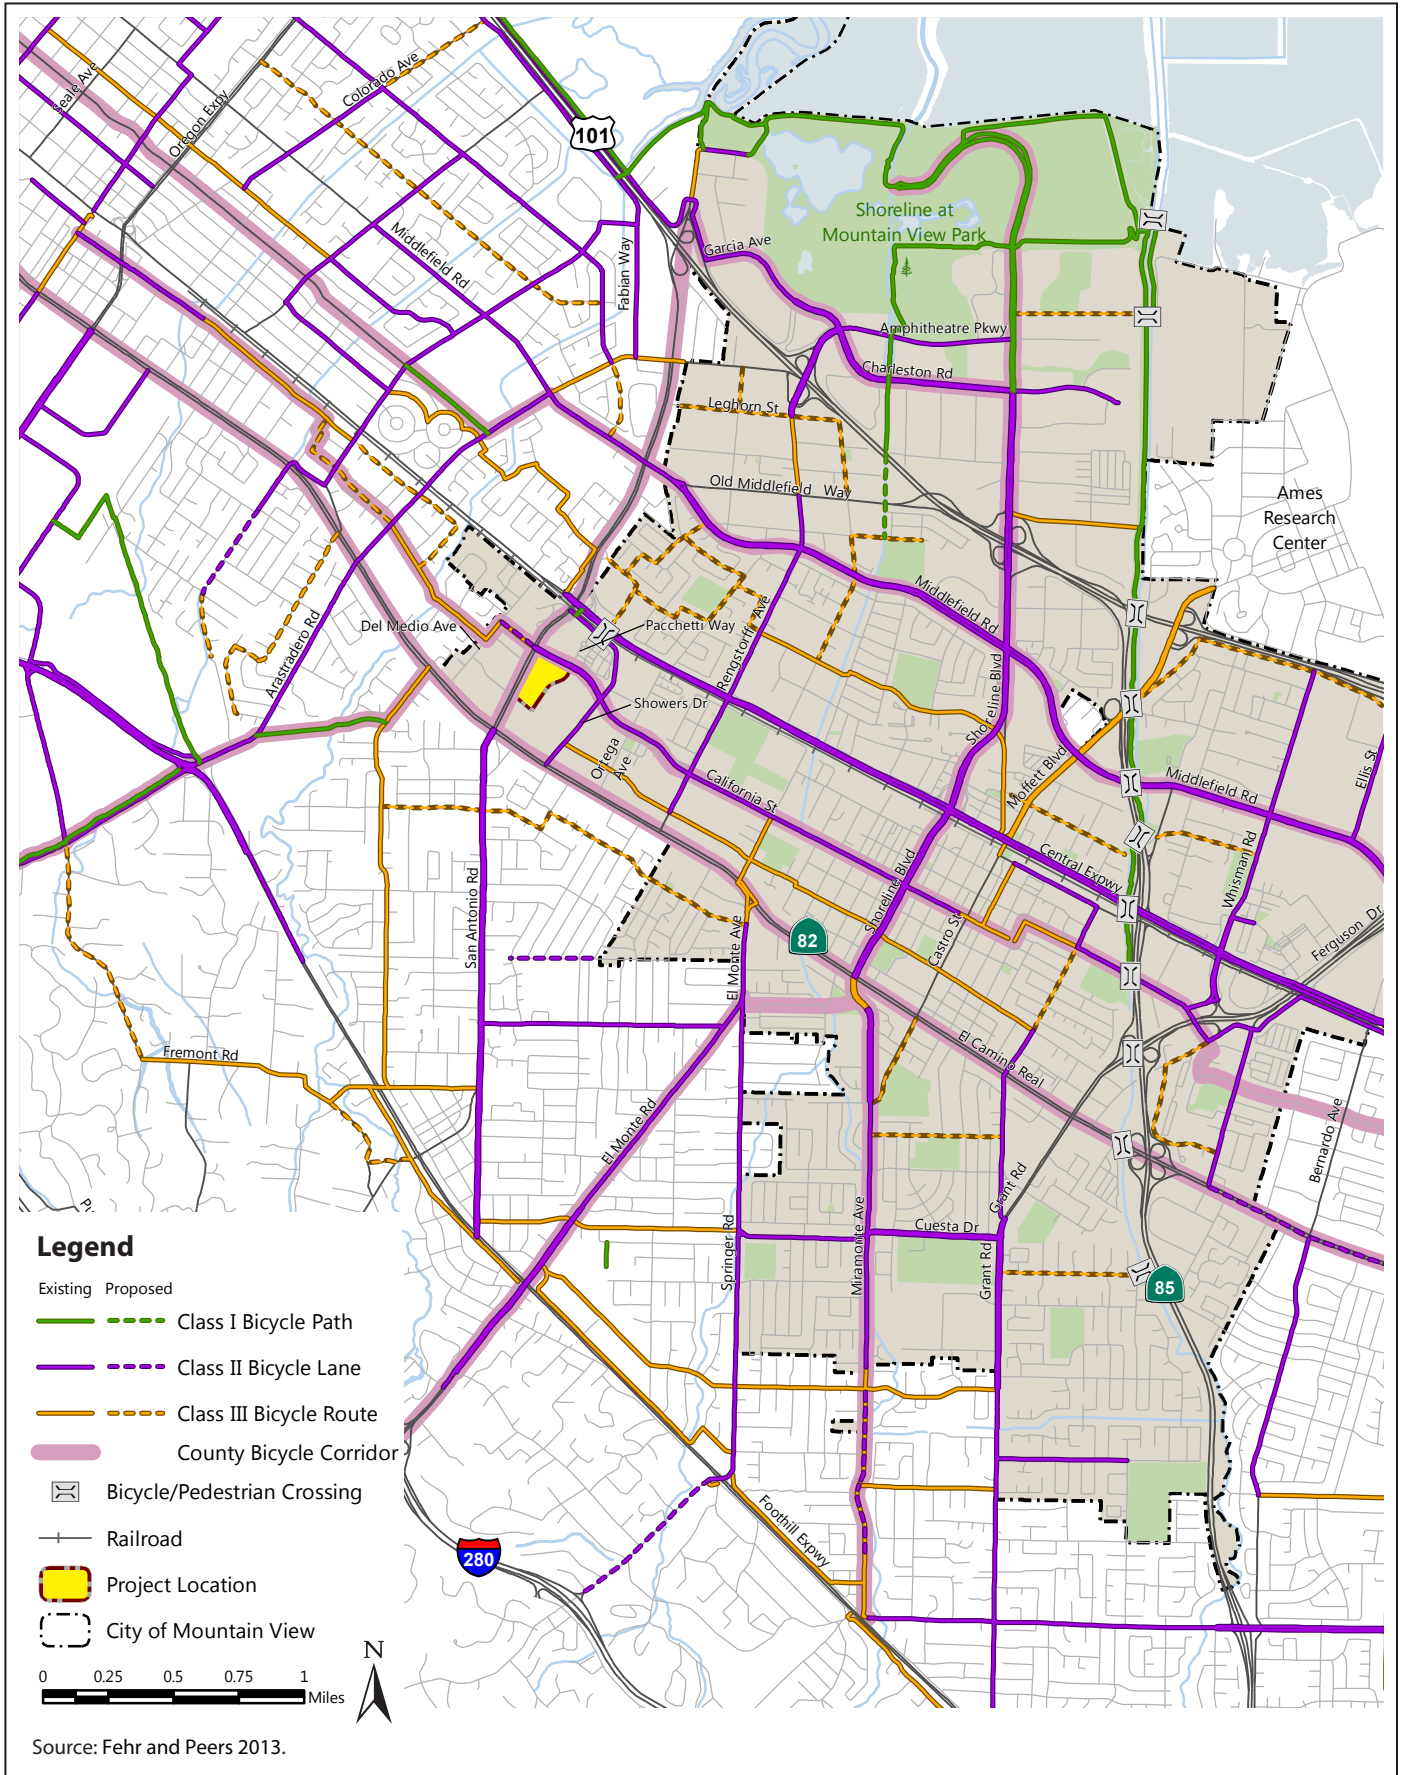 Seale Ave
Oregon Expy
Colorado Ave
101
Middlefield Rd
Fabian Way
Garcia Ave
Shoreline at
Mountain View Park
Amphitheatre Pkwy
Charleston Rd
Leghorn St
Old Middlefield Way
Ames
Research
Center
Middlefield Rd
Del Medio Ave
Pacchetti Way
Rengstorff Ave
Arastradero Rd
Showers Dr
Shoreline Blvd
Ortega
Ave
California St
Moffett Blvd
Middlefield Rd
Ellis St
Central Expwy
Whisman Rd
San Antonio Rd
Shoreline Blvd
El Monte Ave
82
Castro St
Ferguson Dr
El Camino Real
Fremont Rd
El Monte Rd
Bernardo Ave
Grant Rd
Miramonte Ave
Springer Rd
Cuesta Dr
Grant Rd
85
Foothill Expwy
280
Legend
Existing Proposed
Class I Bicycle Path
Class II Bicycle Lane
Class III Bicycle Route
County Bicycle Corridor
Bicycle/Pedestrian Crossing
Railroad
Project Location
City of Mountain View
N
0 0.25 0.5 0.75 1
Miles
Source: Fehr and Peers 2013.